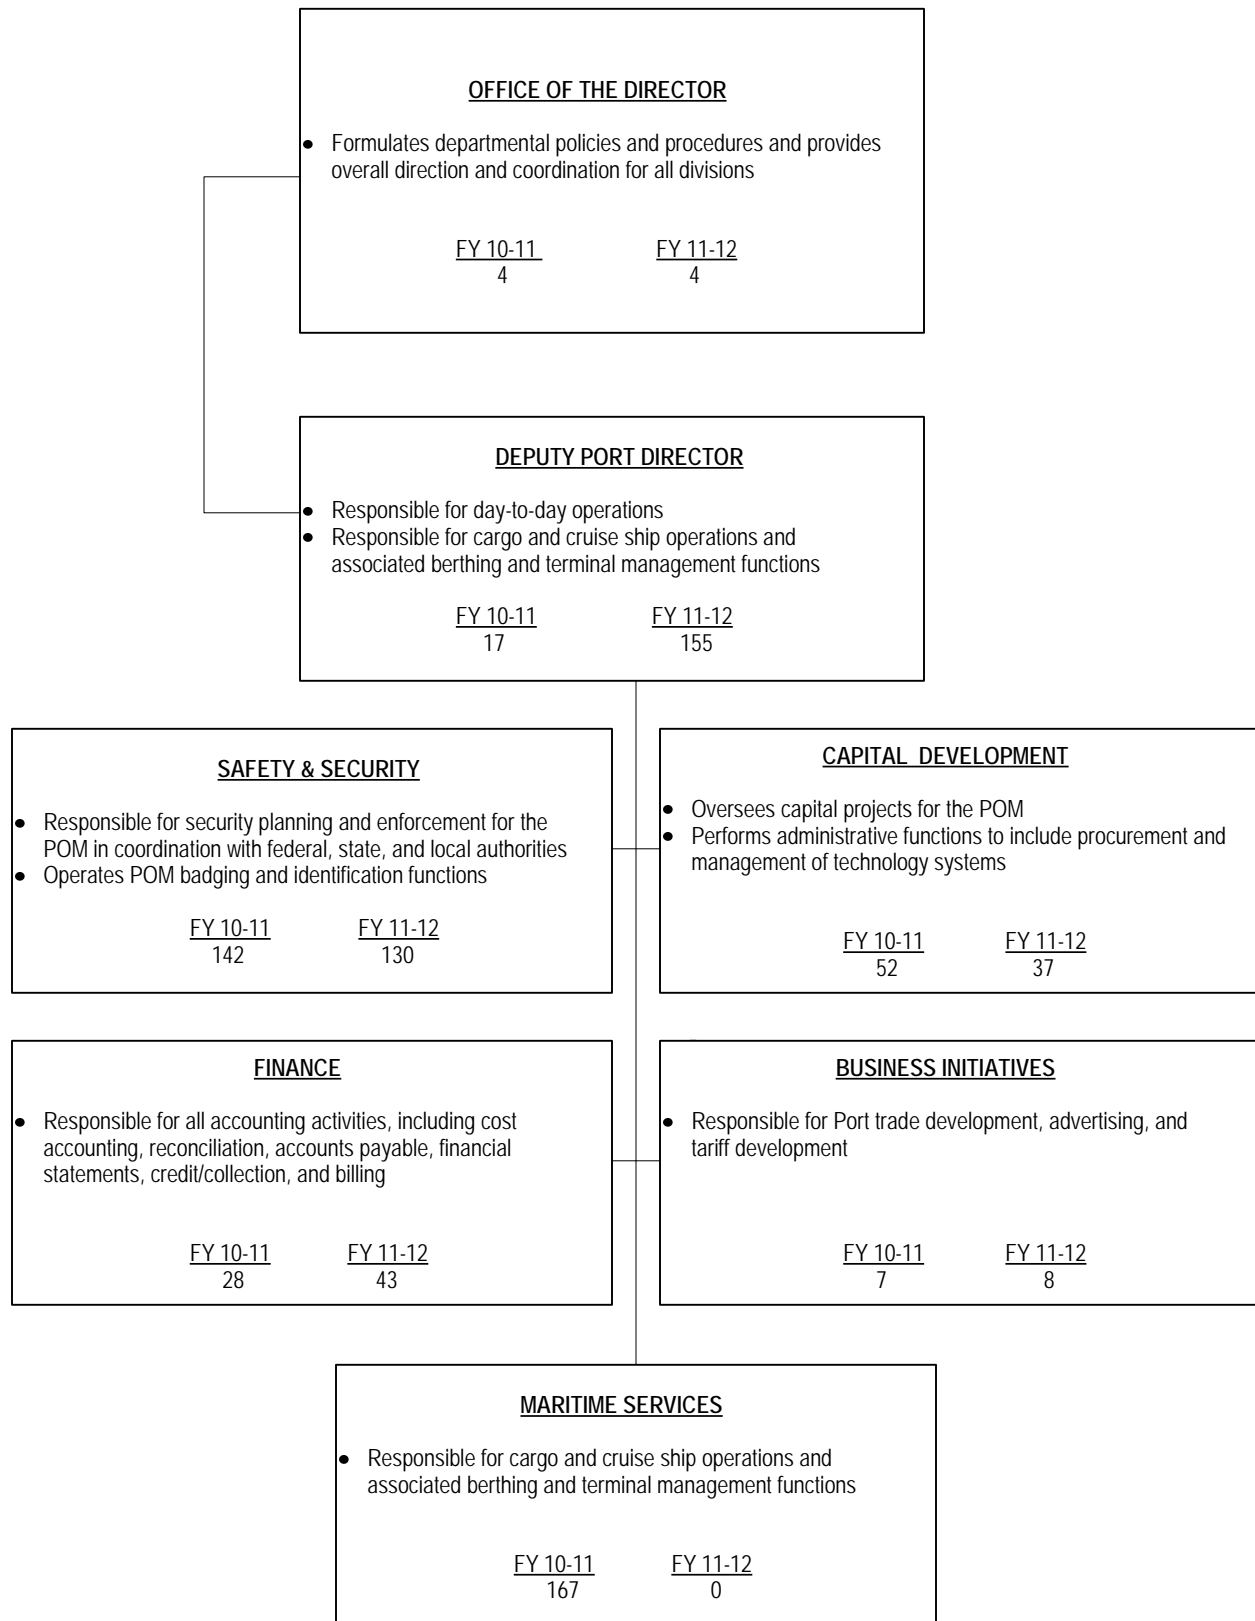 OFFICE OF THE DIRECTOR
● Formulates departmental policies and procedures and provides
overall direction and coordination for all divisions
FY 10-11 FY 11-12
4 4
DEPUTY PORT DIRECTOR
● Responsible for day-to-day operations
● Responsible for cargo and cruise ship operations and
associated berthing and terminal management functions
FY 10-11 FY 11-12
17 155
SAFETY & SECURITY
● Responsible for security planning and enforcement for the
POM in coordination with federal, state, and local authorities
● Operates POM badging and identification functions
FY 10-11 FY 11-12
142 130
CAPITAL DEVELOPMENT
● Oversees capital projects for the POM
● Performs administrative functions to include procurement and
management of technology systems
FY 10-11 FY 11-12
52 37
FINANCE
● Responsible for all accounting activities, including cost
accounting, reconciliation, accounts payable, financial
statements, credit/collection, and billing
FY 10-11 FY 11-12
28 43
BUSINESS INITIATIVES
● Responsible for Port trade development, advertising, and
tariff development
FY 10-11 FY 11-12
7 8
MARITIME SERVICES
● Responsible for cargo and cruise ship operations and
associated berthing and terminal management functions
FY 10-11 FY 11-12
167 0